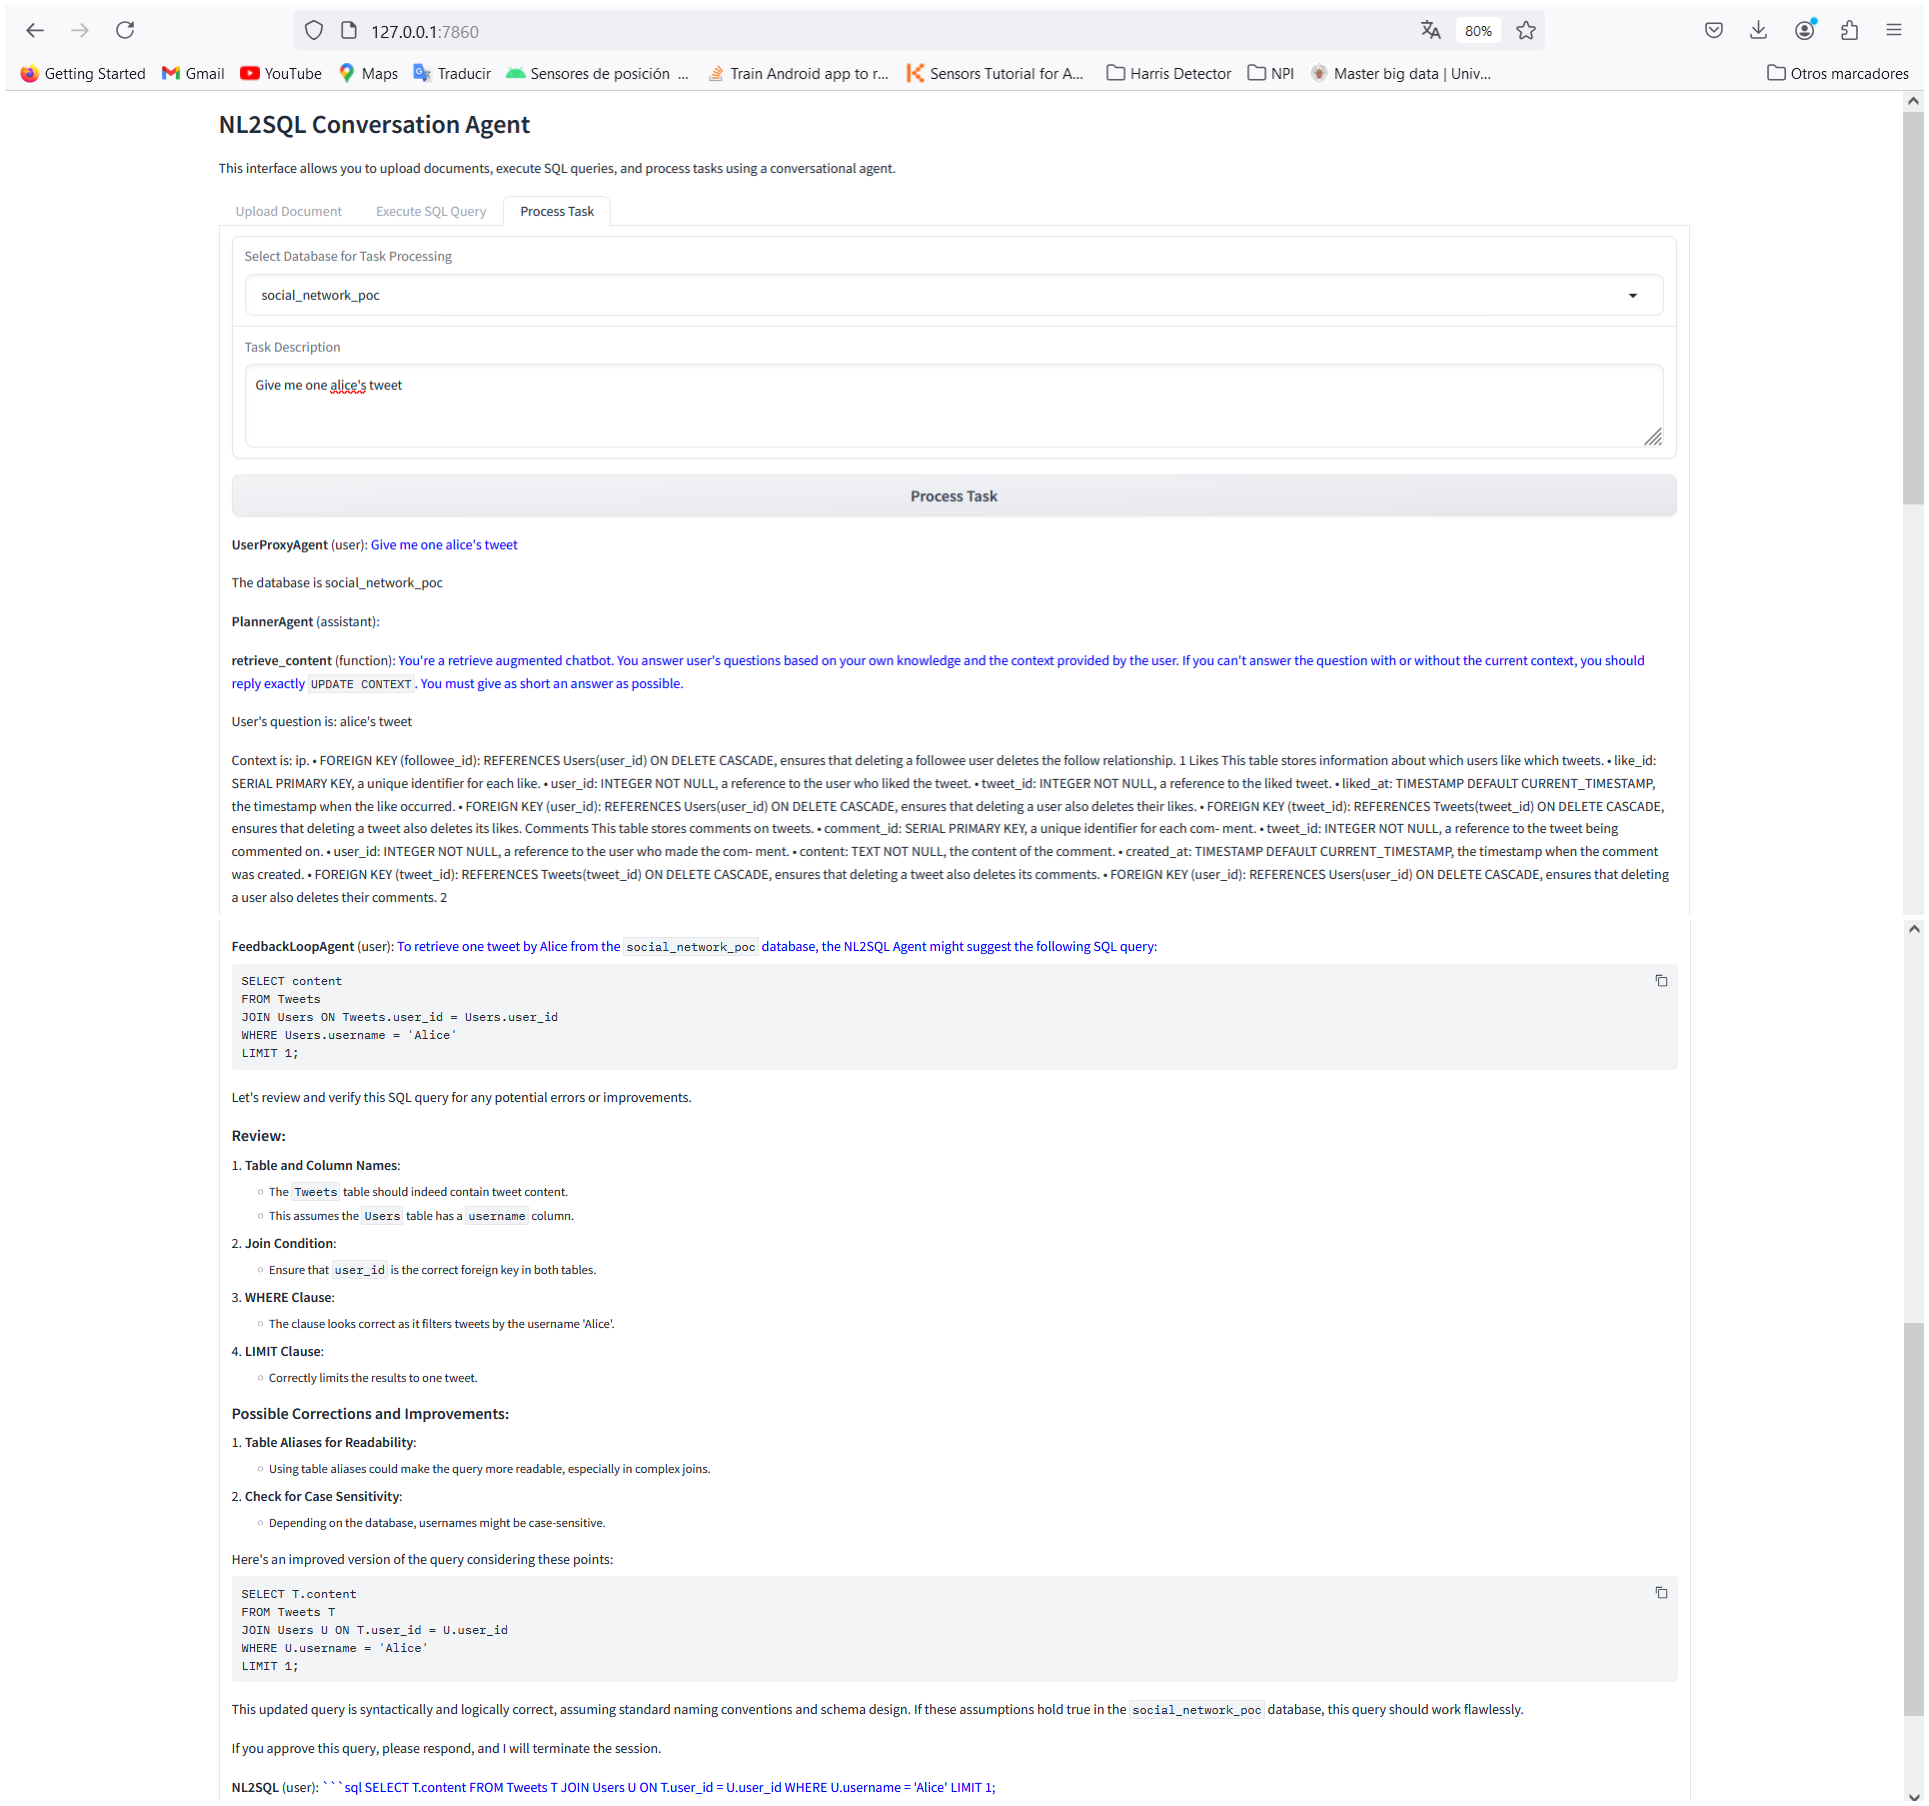 127.0.0.1:7860
80%
Getting Started
Gmail
YouTube
Maps
Traducir
Sensores de posición ...
Train Android app to r...
Sensors Tutorial for A...
Harris Detector
NPI
Master big data | Univ...
Otros marcadores
NL2SQL Conversation Agent
This interface allows you to upload documents, execute SQL queries, and process tasks using a conversational agent.
Upload Document
Execute SQL Query
Process Task
Select Database for Task Processing
social_network_poc
Task Description
Give me one alice's tweet
Process Task
UserProxyAgent (user): Give me one alice's tweet
The database is social_network_poc
PlannerAgent (assistant):
retrieve_content (function): You're a retrieve augmented chatbot. You answer user's questions based on your own knowledge and the context provided by the user. If you can't answer the question with or without the current context, you should
reply exactly UPDATE CONTEXT. You must give as short an answer as possible.
User's question is: alice's tweet
Context is: ip. • FOREIGN KEY (followee_id): REFERENCES Users(user_id) ON DELETE CASCADE, ensures that deleting a followee user deletes the follow relationship. 1 Likes This table stores information about which users like which tweets. • like_id:
SERIAL PRIMARY KEY, a unique identifier for each like. • user_id: INTEGER NOT NULL, a reference to the user who liked the tweet. • tweet_id: INTEGER NOT NULL, a reference to the liked tweet. • liked_at: TIMESTAMP DEFAULT CURRENT_TIMESTAMP,
the timestamp when the like occurred. • FOREIGN KEY (user_id): REFERENCES Users(user_id) ON DELETE CASCADE, ensures that deleting a user also deletes their likes. • FOREIGN KEY (tweet_id): REFERENCES Tweets(tweet_id) ON DELETE CASCADE,
ensures that deleting a tweet also deletes its likes. Comments This table stores comments on tweets. • comment_id: SERIAL PRIMARY KEY, a unique identifier for each com- ment. • tweet_id: INTEGER NOT NULL, a reference to the tweet being
commented on. • user_id: INTEGER NOT NULL, a reference to the user who made the com- ment. • content: TEXT NOT NULL, the content of the comment. • created_at: TIMESTAMP DEFAULT CURRENT_TIMESTAMP, the timestamp when the comment
was created. • FOREIGN KEY (tweet_id): REFERENCES Tweets(tweet_id) ON DELETE CASCADE, ensures that deleting a tweet also deletes its comments. • FOREIGN KEY (user_id): REFERENCES Users(user_id) ON DELETE CASCADE, ensures that deleting
a user also deletes their comments. 2
FeedbackLoopAgent (user): To retrieve one tweet by Alice from the social_network_poc database, the NL2SQL Agent might suggest the following SQL query:
SELECT content
FROM Tweets
JOIN Users ON Tweets.user_id = Users.user_id
WHERE Users.username = 'Alice'
LIMIT 1;
Let's review and verify this SQL query for any potential errors or improvements.
Review:
1. Table and Column Names:
◦ The Tweets table should indeed contain tweet content.
◦ This assumes the Users table has a username column.
2. Join Condition:
◦ Ensure that user_id is the correct foreign key in both tables.
3. WHERE Clause:
◦ The clause looks correct as it filters tweets by the username 'Alice'.
4. LIMIT Clause:
◦ Correctly limits the results to one tweet.
Possible Corrections and Improvements:
1. Table Aliases for Readability:
◦ Using table aliases could make the query more readable, especially in complex joins.
2. Check for Case Sensitivity:
◦ Depending on the database, usernames might be case-sensitive.
Here's an improved version of the query considering these points:
SELECT T.content
FROM Tweets T
JOIN Users U ON T.user_id = U.user_id
WHERE U.username = 'Alice'
LIMIT 1;
This updated query is syntactically and logically correct, assuming standard naming conventions and schema design. If these assumptions hold true in the social_network_poc database, this query should work flawlessly.
If you approve this query, please respond, and I will terminate the session.
NL2SQL (user): ```sql SELECT T.content FROM Tweets T JOIN Users U ON T.user_id = U.user_id WHERE U.username = 'Alice' LIMIT 1;